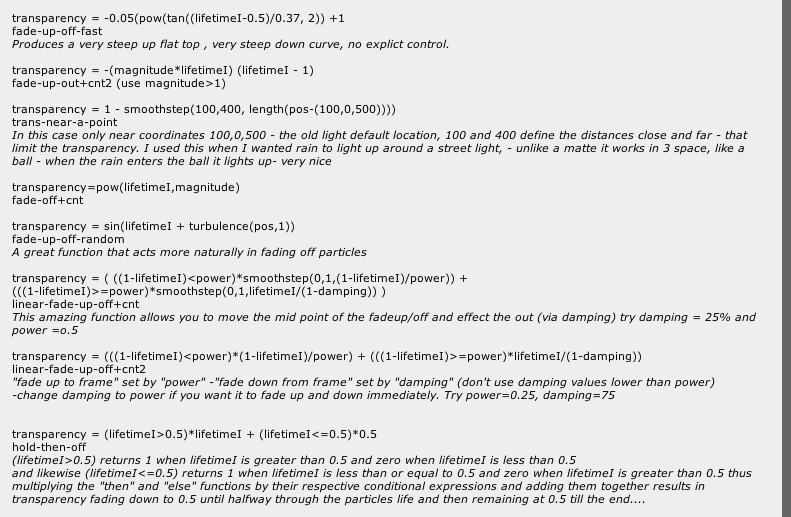 transparency = -0.05(pow(tan((lifetimeI-0.5)/0.37, 2)) +1
fade-up-off-fast
Produces a very steep up flat top , very steep down curve, no explict control.
transparency = -(magnitude*lifetimeI) (lifetimeI - 1)
fade-up-out+cnt2 (use magnitude>1)
transparency = 1 - smoothstep(100,400, length(pos-(100,0,500))))
trans-near-a-point
In this case only near coordinates 100,0,500 - the old light default location, 100 and 400 define the distances close and far - that
limit the transparency. I used this when I wanted rain to light up around a street light, - unlike a matte it works in 3 space, like a
ball - when the rain enters the ball it lights up- very nice
transparency=pow(lifetimeI,magnitude)
fade-off+cnt
transparency = sin(lifetimeI + turbulence(pos,1))
fade-up-off-random
A great function that acts more naturally in fading off particles
transparency = ( ((1-lifetimeI)<power)*smoothstep(0,1,(1-lifetimeI)/power)) +
(((1-lifetimeI)>=power)*smoothstep(0,1,lifetimeI/(1-damping)) )
linear-fade-up-off+cnt
This amazing function allows you to move the mid point of the fadeup/off and effect the out (via damping) try damping = 25% and
power =o.5
transparency = (((1-lifetimeI)<power)*(1-lifetimeI)/power) + (((1-lifetimeI)>=power)*lifetimeI/(1-damping))
linear-fade-up-off+cnt2
"fade up to frame" set by "power" -"fade down from frame" set by "damping" (don't use damping values lower than power)
-change damping to power if you want it to fade up and down immediately. Try power=0.25, damping=75
transparency = (lifetimeI>0.5)*lifetimeI + (lifetimeI<=0.5)*0.5
hold-then-off
(lifetimeI>0.5) returns 1 when lifetimeI is greater than 0.5 and zero when lifetimeI is less than 0.5
and likewise (lifetimeI<=0.5) returns 1 when lifetimeI is less than or equal to 0.5 and zero when lifetimeI is greater than 0.5 thus
multiplying the "then" and "else" functions by their respective conditional expressions and adding them together results in
transparency fading down to 0.5 until halfway through the particles life and then remaining at 0.5 till the end....